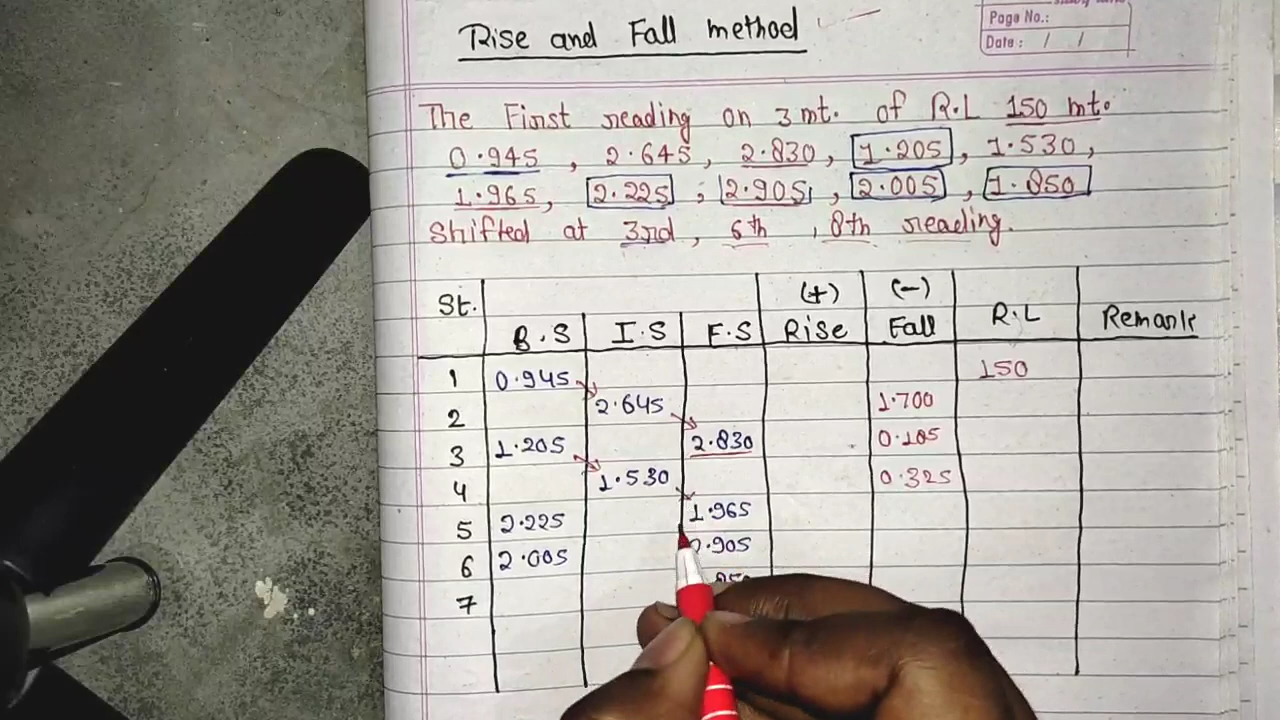 Page No.:
Date : / /
Rise and Fall method
The First reading on 3 mt. of R.L 150 mt.
0.945 , 2.645 , 2.830 , 1.205 , 1.530 ,
1.965 , 2.225 , 2.905 , 2.005 , 1.850
Shifted at 3rd , 6th , 8th reading.
St. B.S I.S F.S (+) Rise (-) Fall R.L Remark
1 0.945 150
2 2.645 1.700
3 1.205 2.830 0.185
4 1.530 0.325
5 2.225 1.965
6 2.005 .905
7